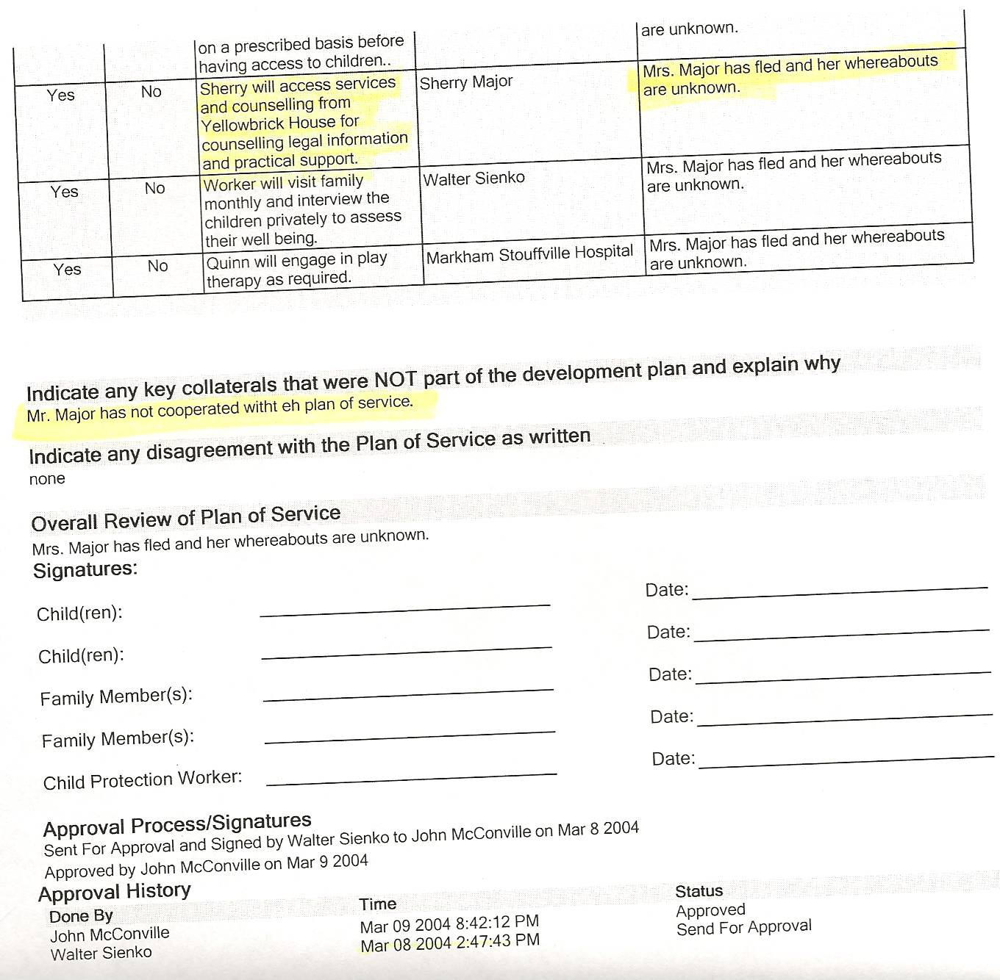 on a prescribed basis before
having access to children..
are unknown.
Yes
No
Sherry will access services
and counselling from
Yellowbrick House for
counselling legal information
and practical support.
Sherry Major
Mrs. Major has fled and her whereabouts
are unknown.
Yes
No
Worker will visit family
monthly and interview the
children privately to assess
their well being.
Walter Sienko
Mrs. Major has fled and her whereabouts
are unknown.
Yes
No
Quinn will engage in play
therapy as required.
Markham Stouffville Hospital
Mrs. Major has fled and her whereabouts
are unknown.
Indicate any key collaterals that were NOT part of the development plan and explain why
Mr. Major has not cooperated witht eh plan of service.
Indicate any disagreement with the Plan of Service as written
none
Overall Review of Plan of Service
Mrs. Major has fled and her whereabouts are unknown.
Signatures:
Child(ren):
Date:
Child(ren):
Date:
Family Member(s):
Date:
Family Member(s):
Date:
Child Protection Worker:
Date:
Approval Process/Signatures
Sent For Approval and Signed by Walter Sienko to John McConville on Mar 8 2004
Approved by John McConville on Mar 9 2004
Approval History
Done By Time Status
John McConville Mar 09 2004 8:42:12 PM Approved
Walter Sienko Mar 08 2004 2:47:43 PM Send For Approval